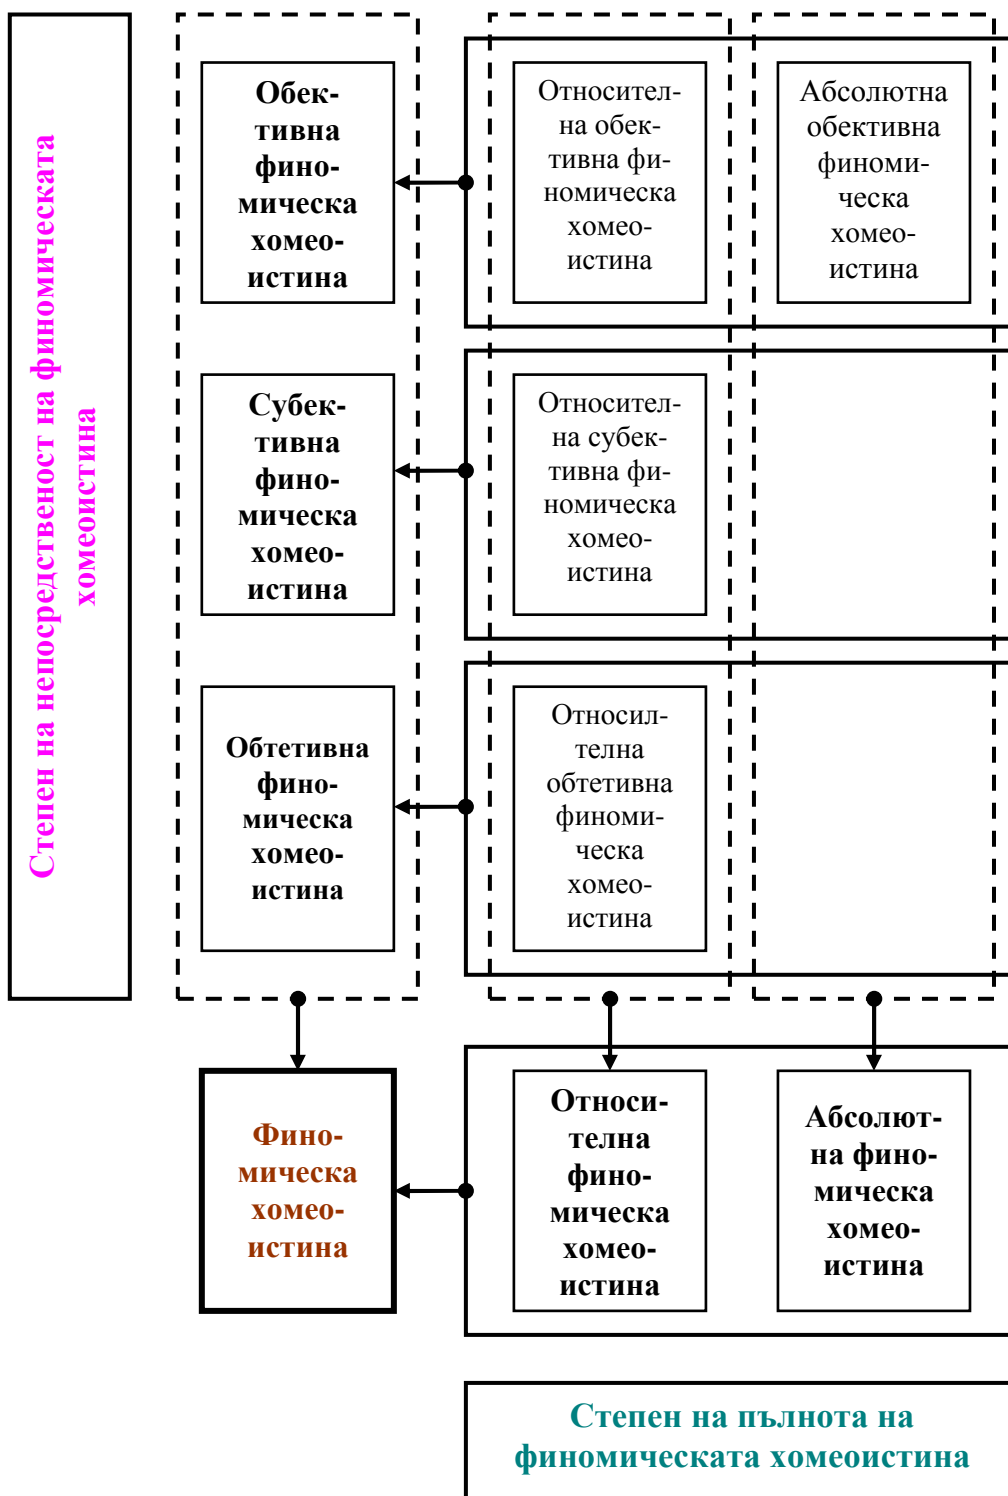 Степен на непосредственост на финомическата
хомеоистина
Обек-
тивна
фино-
мическа
хомео-
истина
Относител-
на обек-
тивна фи-
номическа
хомео-
истина
Абсолютна
обективна
финоми-
ческа
хомео-
истина
Субек-
тивна
фино-
мическа
хомео-
истина
Относител-
на субек-
тивна фи-
номическа
хомео-
истина
Обтетивна
фино-
мическа
хомео-
истина
Относил-
телна
обтетивна
финоми-
ческа
хомео-
истина
Фино-
мическа
хомео-
истина
Относи-
телна
фино-
мическа
хомео-
истина
Абсолют-
на фино-
мическа
хомео-
истина
Степен на пълнота на
финомическата хомеоистина